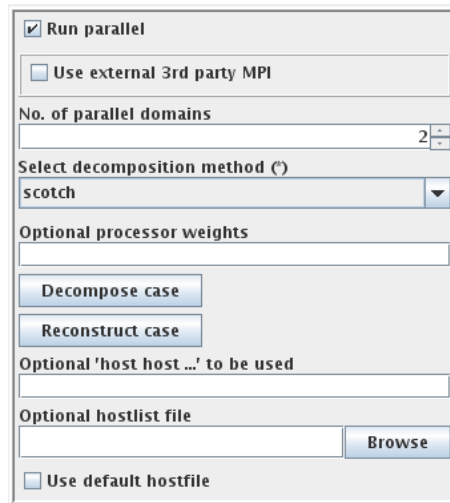 Run parallel
Use external 3rd party MPI
No. of parallel domains
2
Select decomposition method (*)
scotch
Optional processor weights
Decompose case
Reconstruct case
Optional 'host host ...' to be used
Optional hostlist file
Browse
Use default hostfile